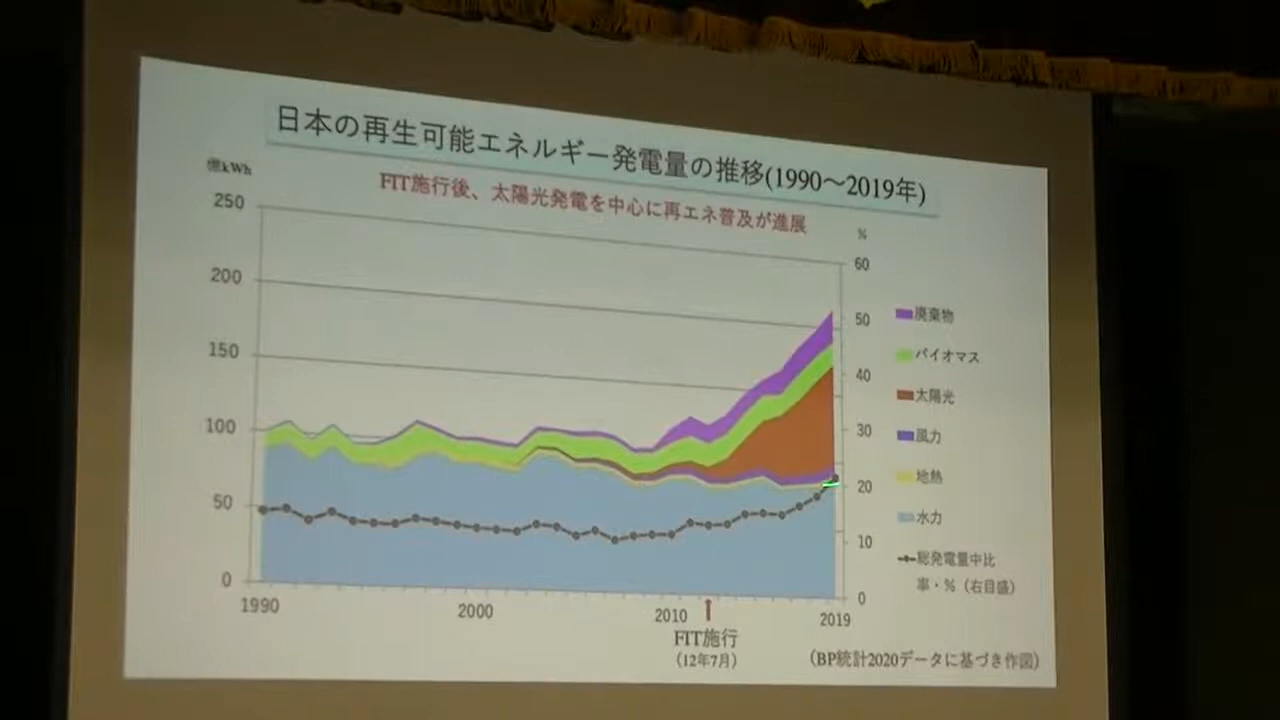 日本の再生可能エネルギー発電量の推移(1990〜2019年)
億kWh
FIT施行後、太陽光発電を中心に再エネ普及が進展
%
250
200
150
100
50
0
60
50
40
30
20
10
0
廃棄物
バイオマス
太陽光
風力
地熱
水力
総発電量中比
率・%（右目盛）
1990
2000
2010
2019
FIT施行
(12年7月)
(BP統計2020データに基づき作図)